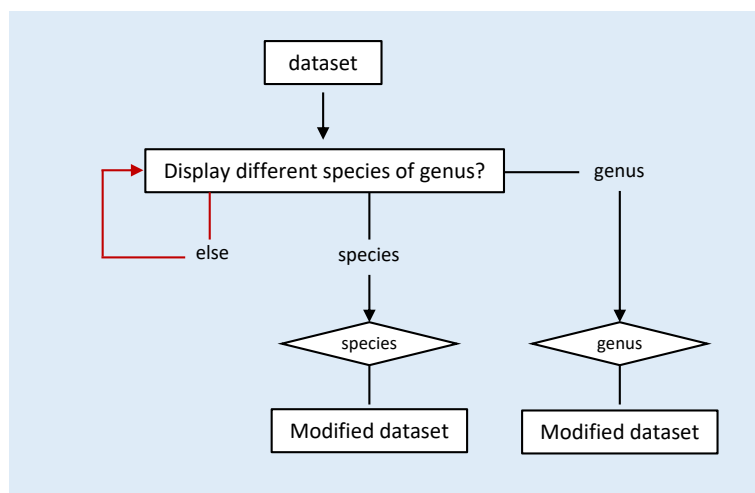 dataset
Display different species of genus?
genus
else
species
species
genus
Modified dataset
Modified dataset